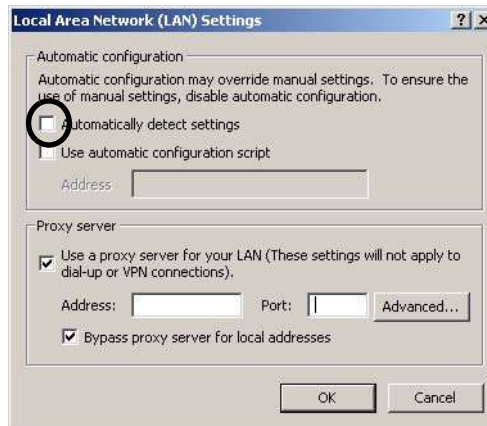 Local Area Network (LAN) Settings
Automatic configuration
Automatic configuration may override manual settings. To ensure the
use of manual settings, disable automatic configuration.
Automatically detect settings
Use automatic configuration script
Address
Proxy server
Use a proxy server for your LAN (These settings will not apply to
dial-up or VPN connections).
Address: Port: Advanced...
Bypass proxy server for local addresses
OK Cancel